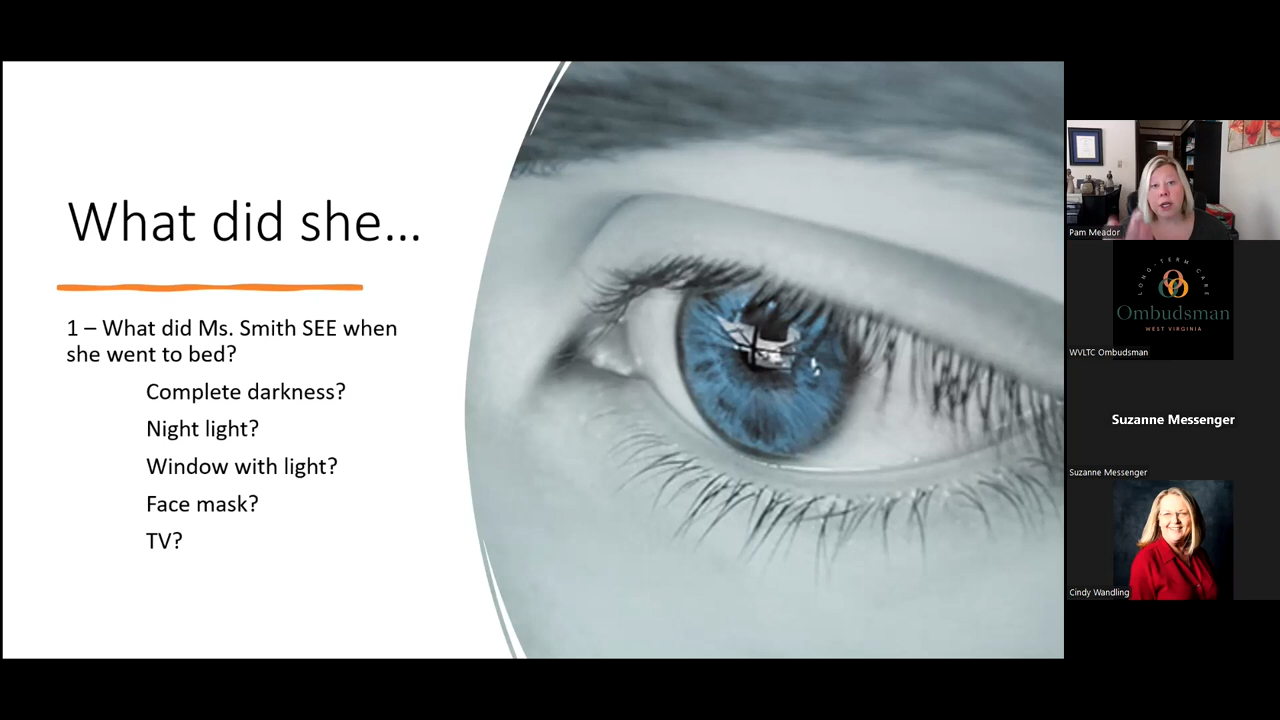 What did she...
1 – What did Ms. Smith SEE when
she went to bed?
Complete darkness?
Night light?
Window with light?
Face mask?
TV?
Pam Meador
LONG-TERM CARE
Ombudsman
WEST VIRGINIA
WVLTC Ombudsman
Suzanne Messenger
Suzanne Messenger
Cindy Wandling